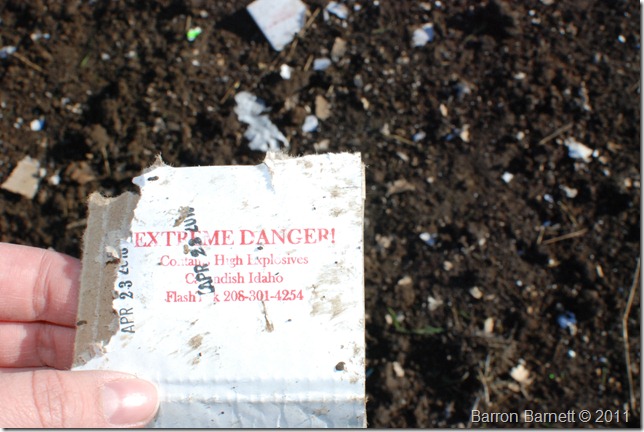 EXTREME DANGER!
Contains High Explosives
Cavendish Idaho
Flash 208-301-4254
APR 23 2010
APR 23 2010
Barron Barnett © 2011